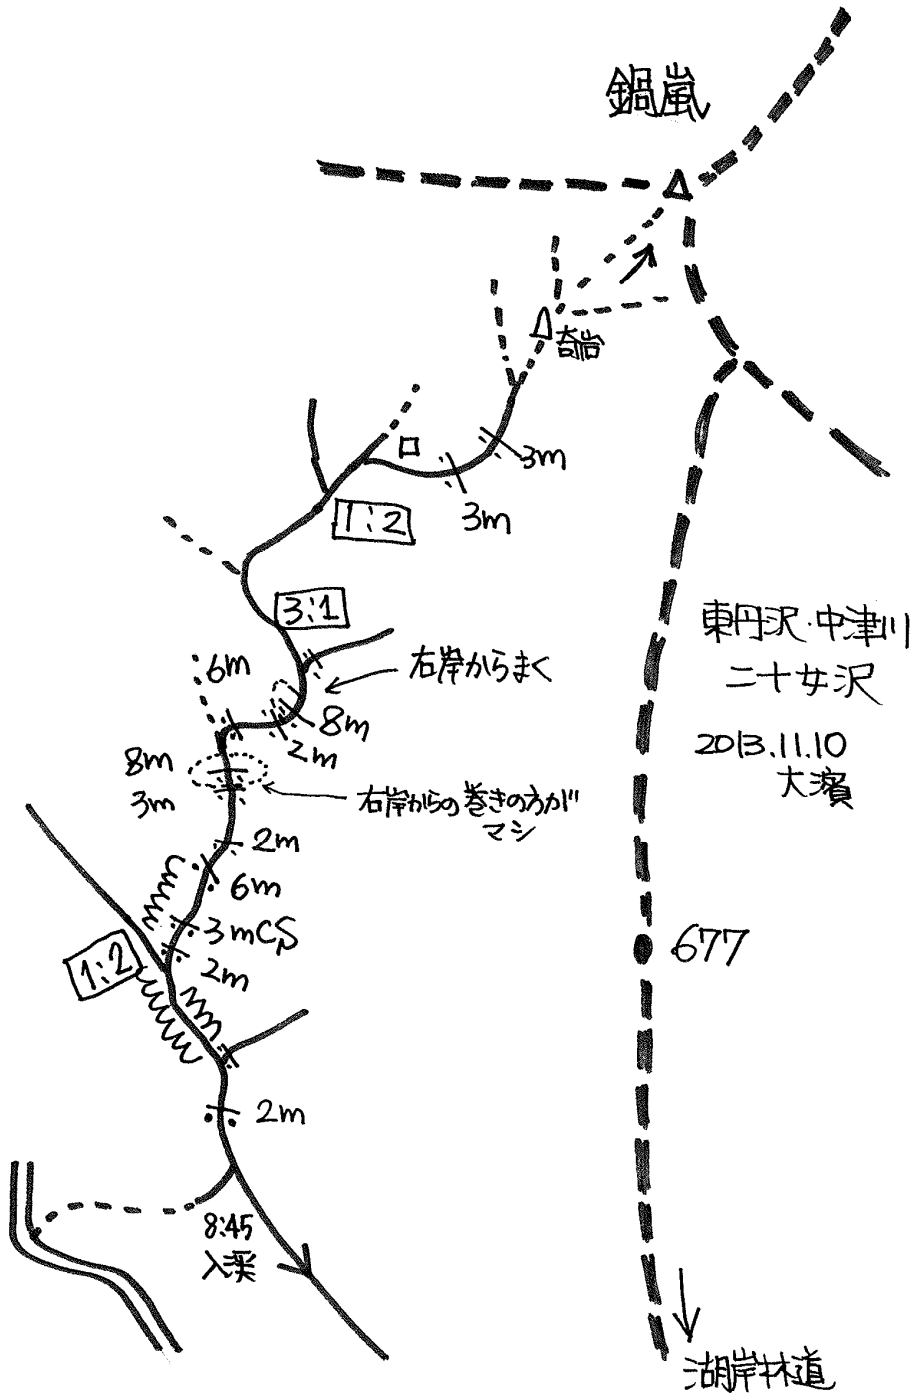 鍋嵐
奇岩
3m
3m
1:2
3:1
6m
右岸からまく
8m
2m
8m
3m
右岸からの巻きの方が
マシ
2m
6m
3mCS
2m
1:2
2m
8:45
入渓
東丹沢・中津川
二十女沢
2013.11.10
大濱
677
湖岸林道